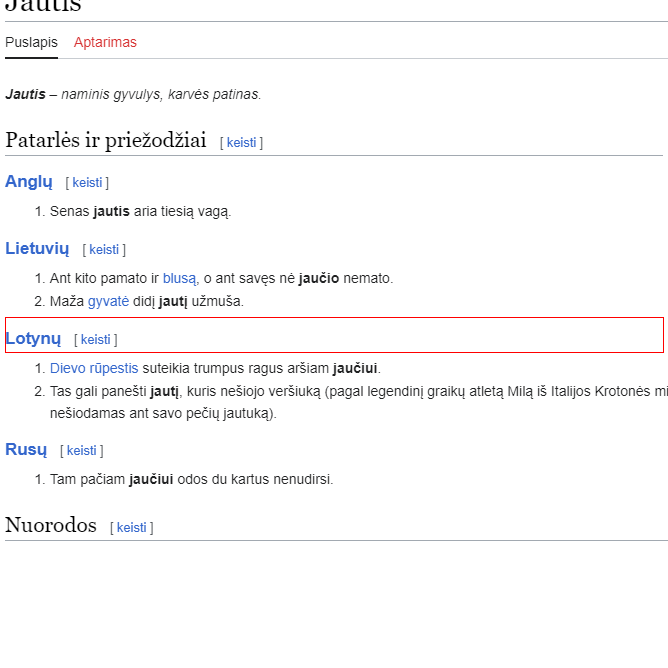 Jautis
Puslapis Aptarimas
Jautis – naminis gyvulys, karvės patinas.
Patarlės ir priežodžiai [ keisti ]
Anglų [ keisti ]
1. Senas jautis aria tiesią vagą.
Lietuvių [ keisti ]
1. Ant kito pamato ir blusą, o ant savęs nė jaučio nemato.
2. Maža gyvatė didį jautį užmuša.
Lotynų [ keisti ]
1. Dievo rūpestis suteikia trumpus ragus aršiam jaučiui.
2. Tas gali panešti jautį, kuris nešiojo veršiuką (pagal legendinį graikų atletą Milą iš Italijos Krotonės
nešiodamas ant savo pečių jautuką).
Rusų [ keisti ]
1. Tam pačiam jaučiui odos du kartus nenudirsi.
Nuorodos [ keisti ]